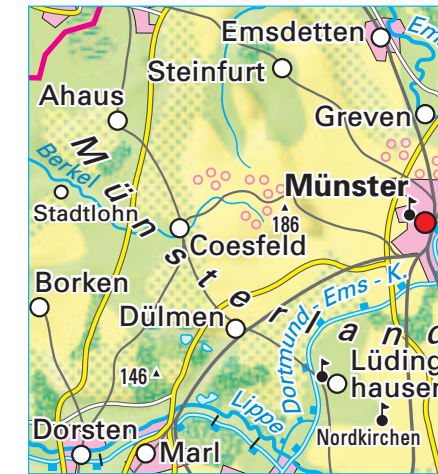 Emsdetten
Em
Steinfurt
Ahaus
Greven
Münsterland
Berkel
Stadtlohn
Münster
186
Coesfeld
Borken
Dülmen
Dortmund-Ems-K.
146
Lüding
hausen
Lippe
Dorsten
Marl
Nordkirchen